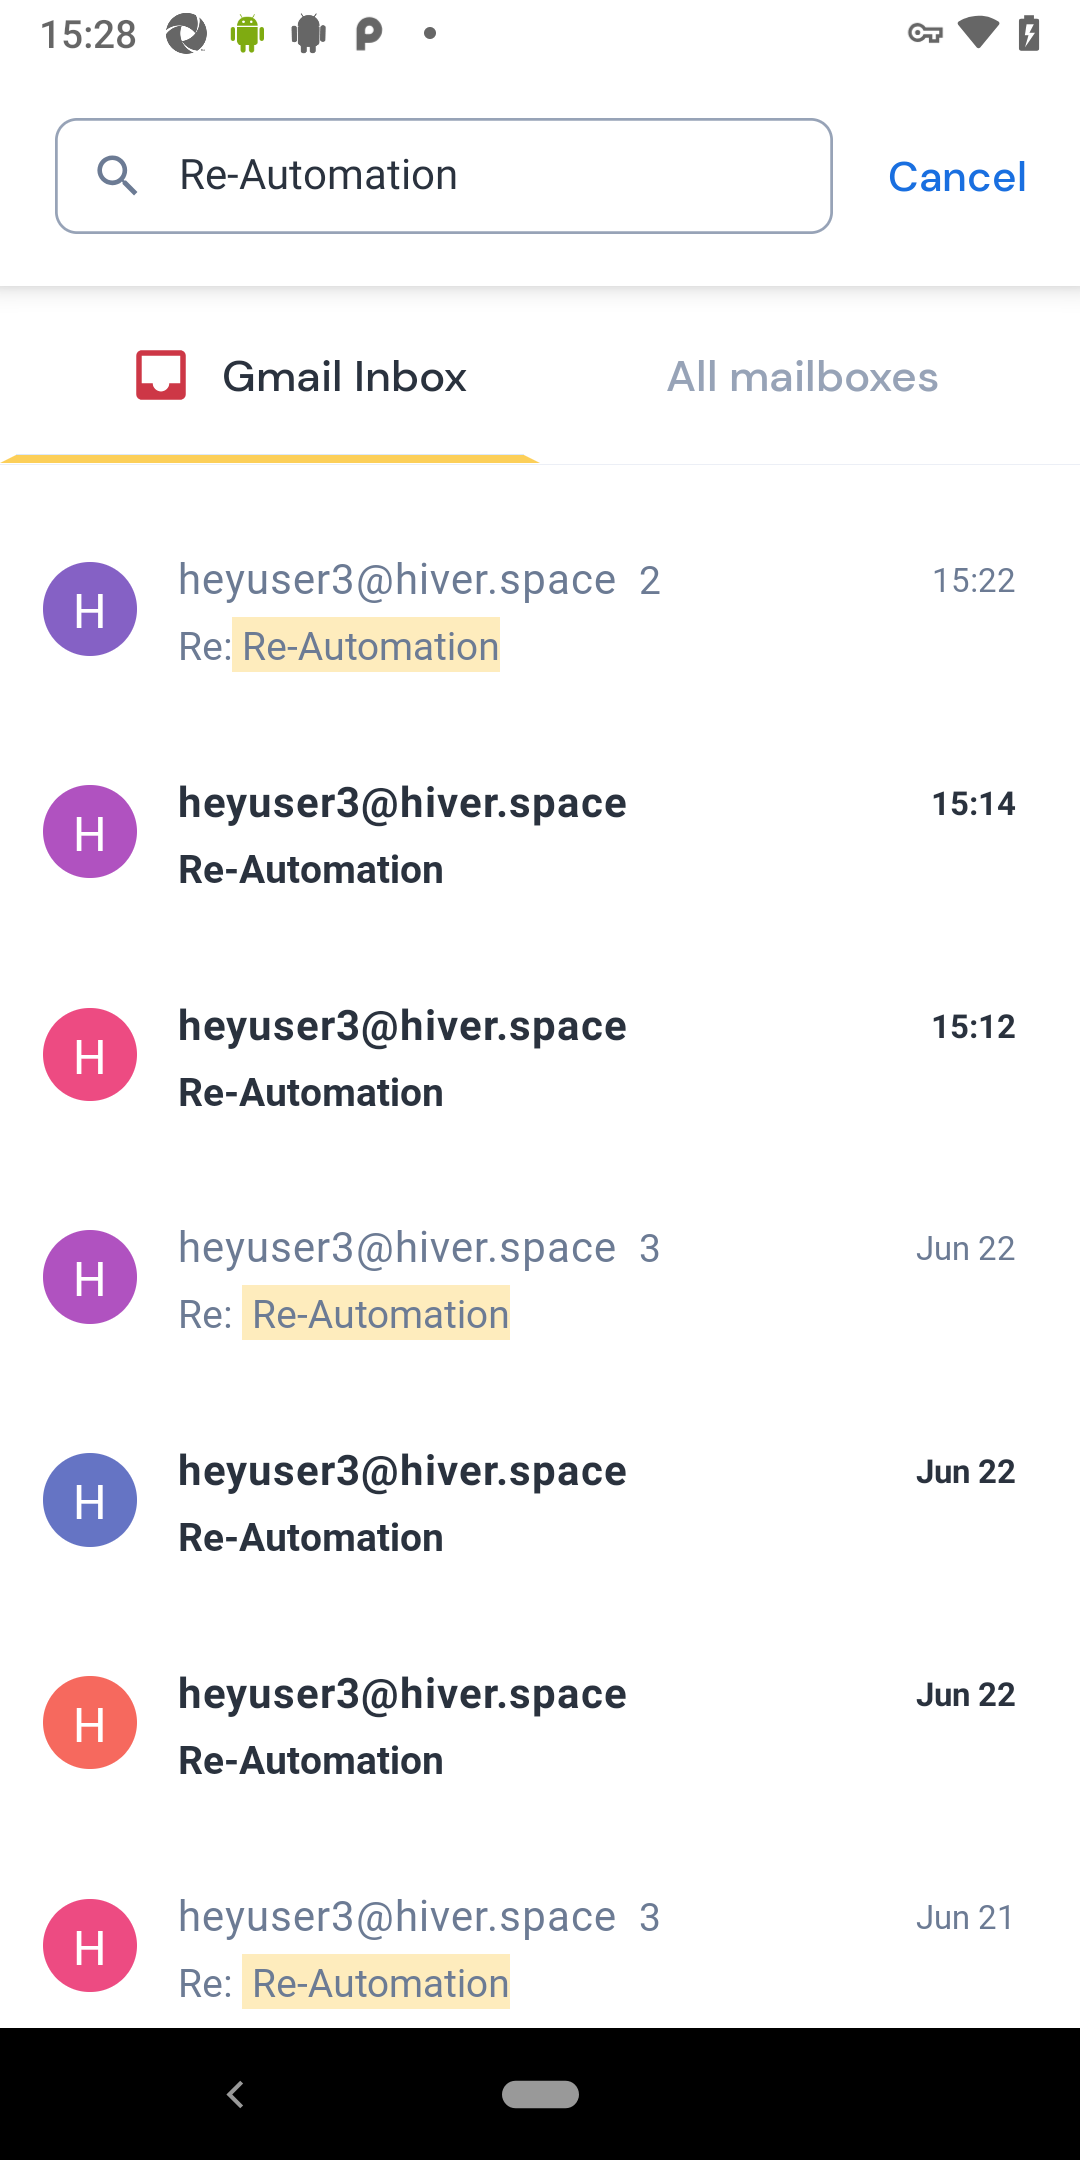 15:28
Re-Automation
Cancel
Gmail Inbox
All mailboxes
H
heyuser3@hiver.space 2
15:22
Re: Re-Automation
H
heyuser3@hiver.space
15:14
Re-Automation
H
heyuser3@hiver.space
15:12
Re-Automation
H
heyuser3@hiver.space 3
Jun 22
Re: Re-Automation
H
heyuser3@hiver.space
Jun 22
Re-Automation
H
heyuser3@hiver.space
Jun 22
Re-Automation
H
heyuser3@hiver.space 3
Jun 21
Re: Re-Automation